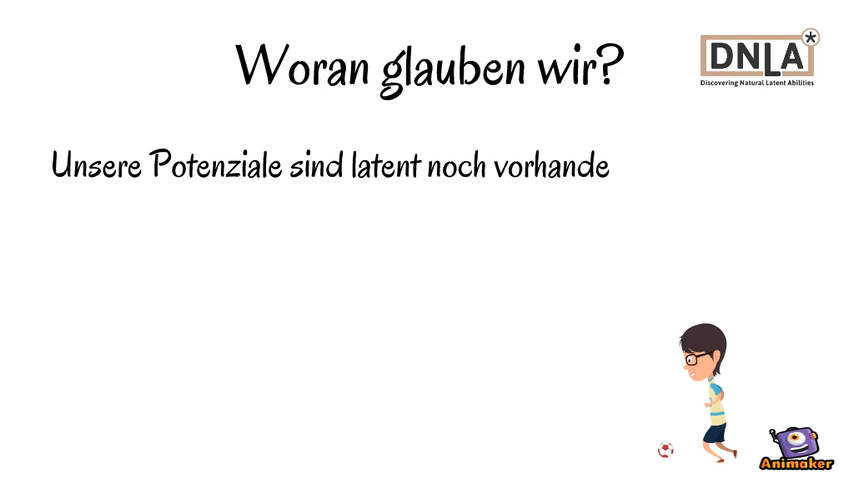 Woran glauben wir?
DNLA*
Discovering Natural Latent Abilities
Unsere Potenziale sind latent noch vorhande
Animaker